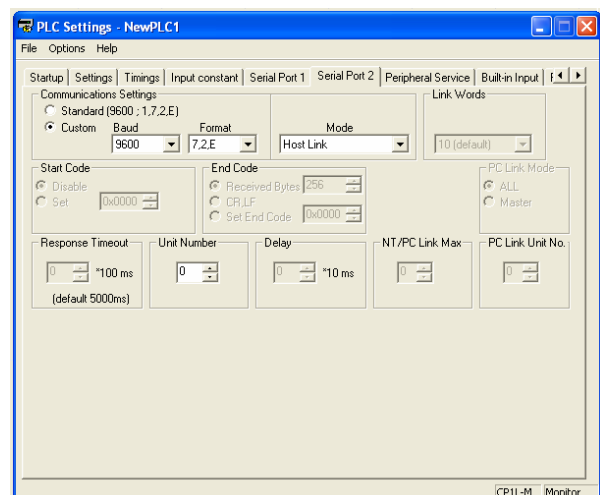 PLC Settings - NewPLC1
File Options Help
Startup Settings Timings Input constant Serial Port 1 Serial Port 2 Peripheral Service Built-in Input
Communications Settings Link Words
Standard (9600 ; 1,7,2,E)
Custom Baud Format Mode
9600 7,2,E Host Link 10 (default)
Start Code End Code PC Link Mode
Disable Received Bytes 256 ALL
Set 0x0000 CR,LF Master
Set End Code 0x0000
Response Timeout Unit Number Delay NT/PC Link Max PC Link Unit No.
0 *100 ms 0 0 *10 ms 0 0
(default 5000ms)
CP1L-M Monitor